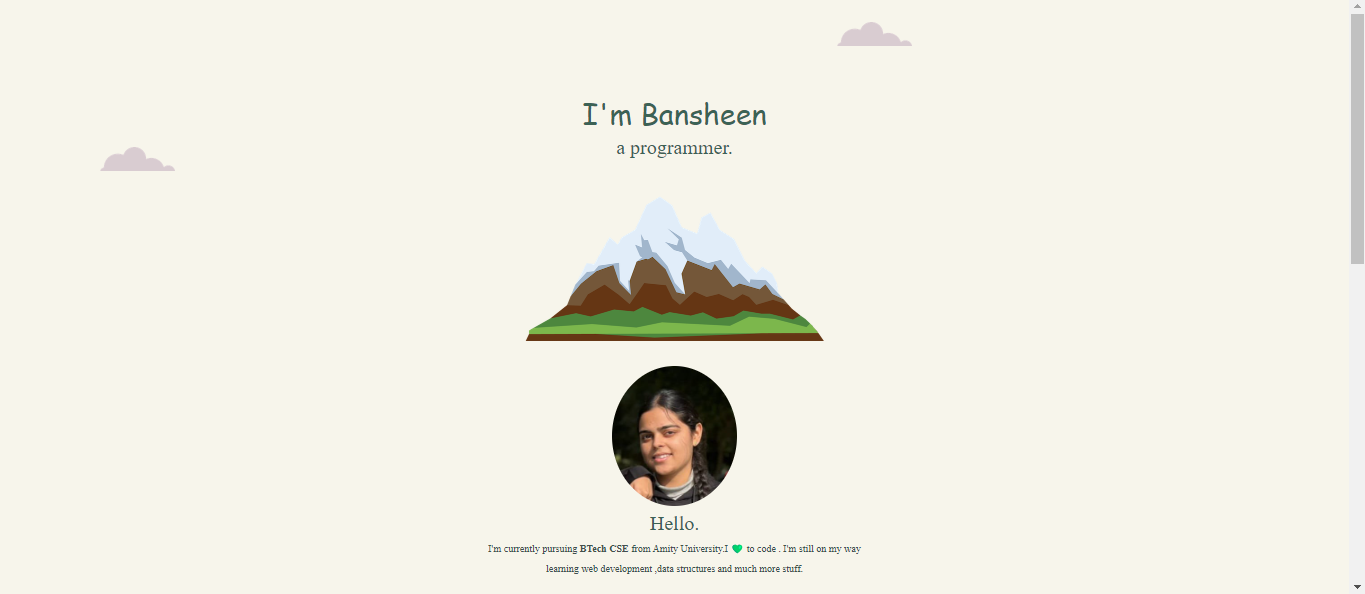 I'm Bansheen
a programmer.
Hello.
I'm currently pursuing BTech CSE from Amity University.I 💚 to code . I'm still on my way
learning web development ,data structures and much more stuff.